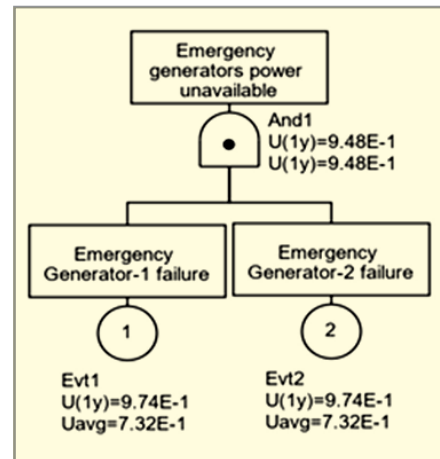 Emergency
generators power
unavailable
And1
U(1y)=9.48E-1
U(1y)=9.48E-1
Emergency
Generator-1 failure
Emergency
Generator-2 failure
1
2
Evt1
U(1y)=9.74E-1
Uavg=7.32E-1
Evt2
U(1y)=9.74E-1
Uavg=7.32E-1